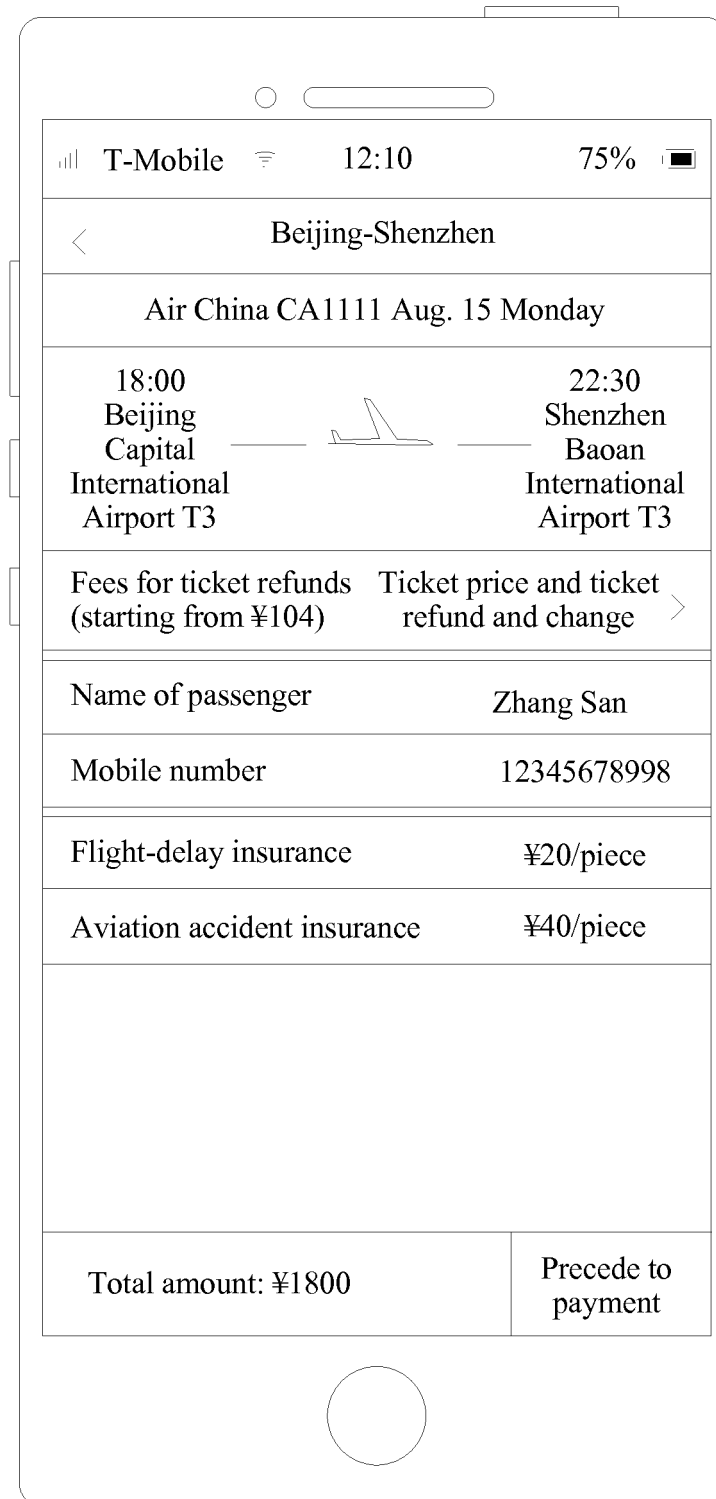 T-Mobile 12:10 75%
Beijing-Shenzhen
Air China CA1111 Aug. 15 Monday
18:00
Beijing
Capital
International
Airport T3
22:30
Shenzhen
Baoan
International
Airport T3
Fees for ticket refunds
(starting from ¥104)
Ticket price and ticket
refund and change
Name of passenger Zhang San
Mobile number 12345678998
Flight-delay insurance ¥20/piece
Aviation accident insurance ¥40/piece
Total amount: ¥1800
Precede to
payment